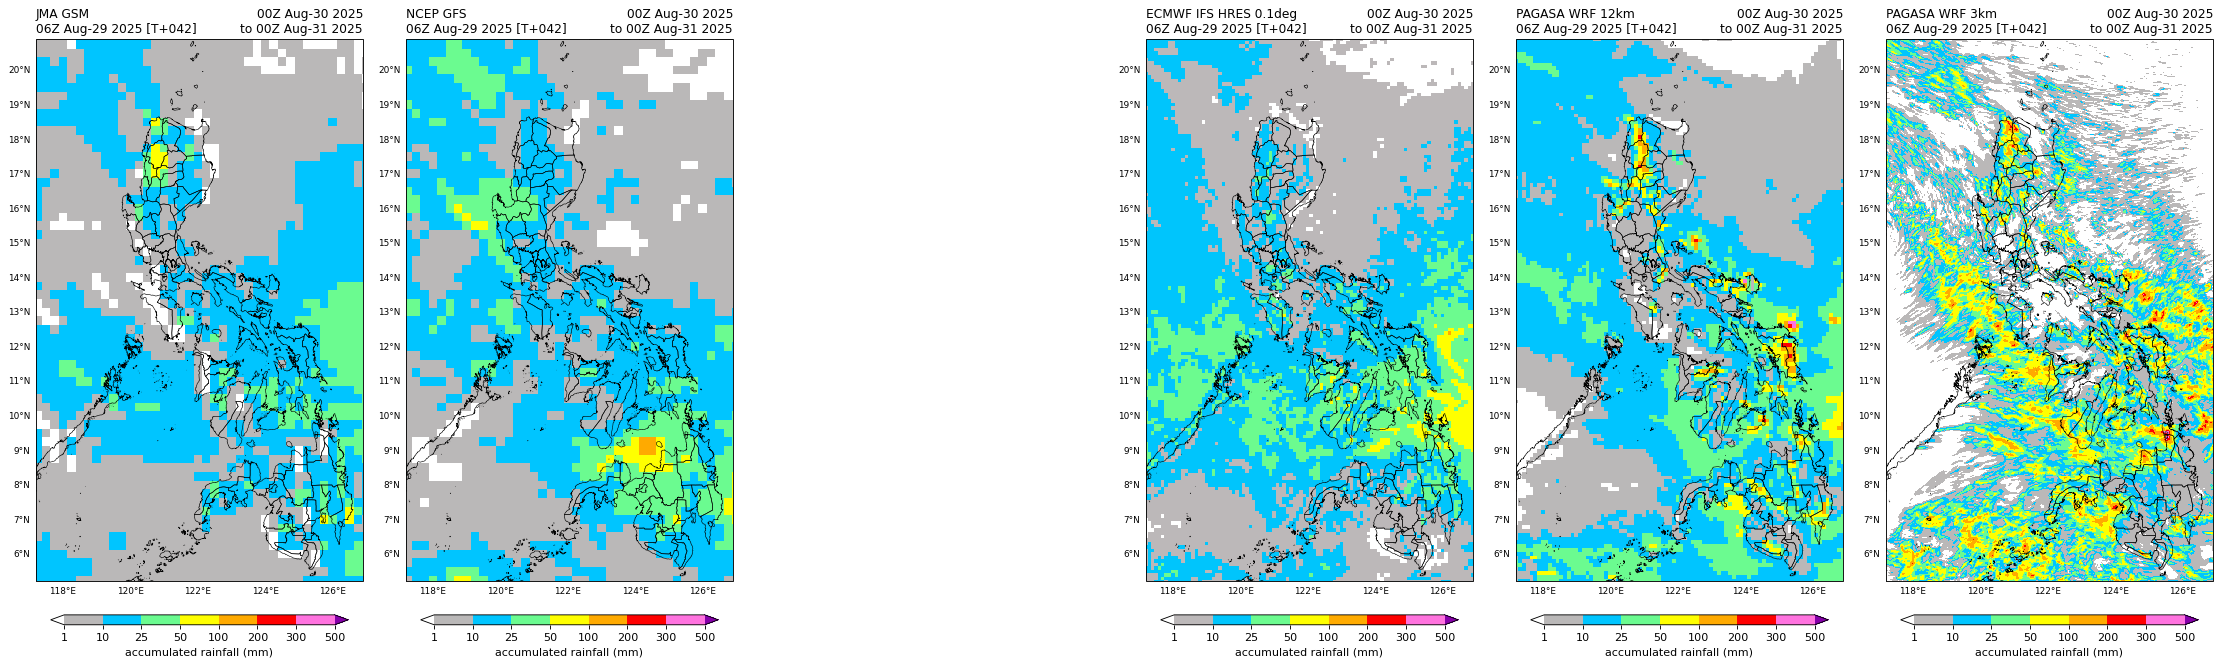 JMA GSM 00Z Aug-30 2025
06Z Aug-29 2025 [T+042] to 00Z Aug-31 2025
20°N
19°N
18°N
17°N
16°N
15°N
14°N
13°N
12°N
11°N
10°N
9°N
8°N
7°N
6°N
118°E 120°E 122°E 124°E 126°E
1 10 25 50 100 200 300 500
accumulated rainfall (mm)
NCEP GFS 00Z Aug-30 2025
06Z Aug-29 2025 [T+042] to 00Z Aug-31 2025
20°N
19°N
18°N
17°N
16°N
15°N
14°N
13°N
12°N
11°N
10°N
9°N
8°N
7°N
6°N
118°E 120°E 122°E 124°E 126°E
1 10 25 50 100 200 300 500
accumulated rainfall (mm)
ECMWF IFS HRES 0.1deg 00Z Aug-30 2025
06Z Aug-29 2025 [T+042] to 00Z Aug-31 2025
20°N
19°N
18°N
17°N
16°N
15°N
14°N
13°N
12°N
11°N
10°N
9°N
8°N
7°N
6°N
118°E 120°E 122°E 124°E 126°E
1 10 25 50 100 200 300 500
accumulated rainfall (mm)
PAGASA WRF 12km 00Z Aug-30 2025
06Z Aug-29 2025 [T+042] to 00Z Aug-31 2025
20°N
19°N
18°N
17°N
16°N
15°N
14°N
13°N
12°N
11°N
10°N
9°N
8°N
7°N
6°N
118°E 120°E 122°E 124°E 126°E
1 10 25 50 100 200 300 500
accumulated rainfall (mm)
PAGASA WRF 3km 00Z Aug-30 2025
06Z Aug-29 2025 [T+042] to 00Z Aug-31 2025
20°N
19°N
18°N
17°N
16°N
15°N
14°N
13°N
12°N
11°N
10°N
9°N
8°N
7°N
6°N
118°E 120°E 122°E 124°E 126°E
1 10 25 50 100 200 300 500
accumulated rainfall (mm)